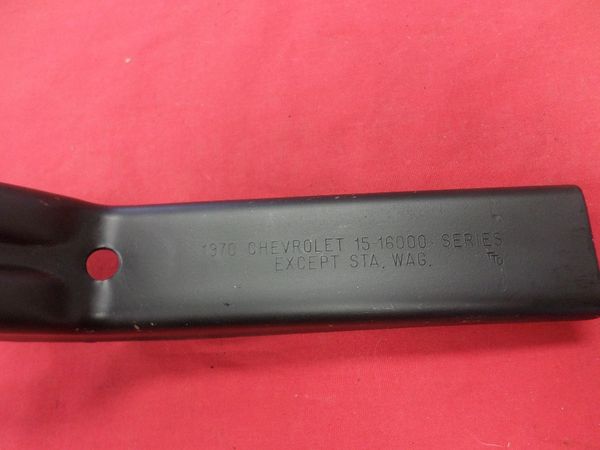 1970 CHEVROLET 15-16000 SERIES
EXCEPT STA. WAG.